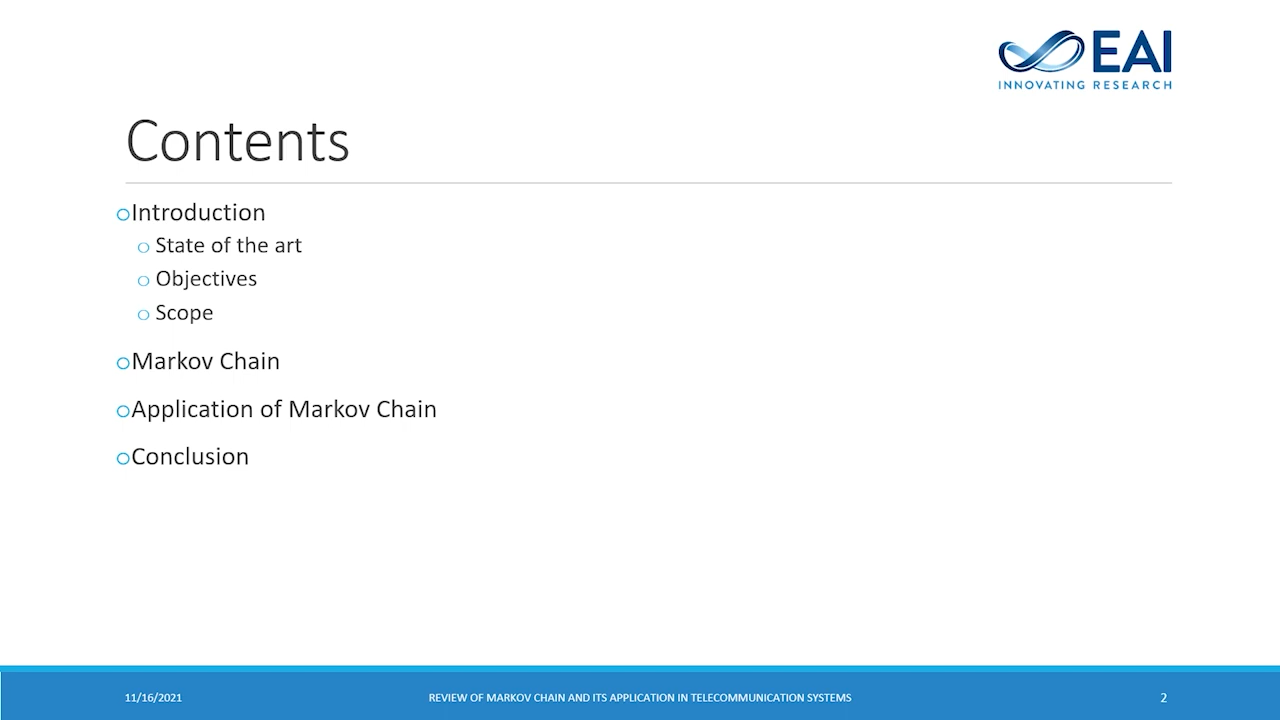 EAI
INNOVATING RESEARCH
Contents
Introduction
State of the art
Objectives
Scope
Markov Chain
Application of Markov Chain
Conclusion
11/16/2021
REVIEW OF MARKOV CHAIN AND ITS APPLICATION IN TELECOMMUNICATION SYSTEMS
2